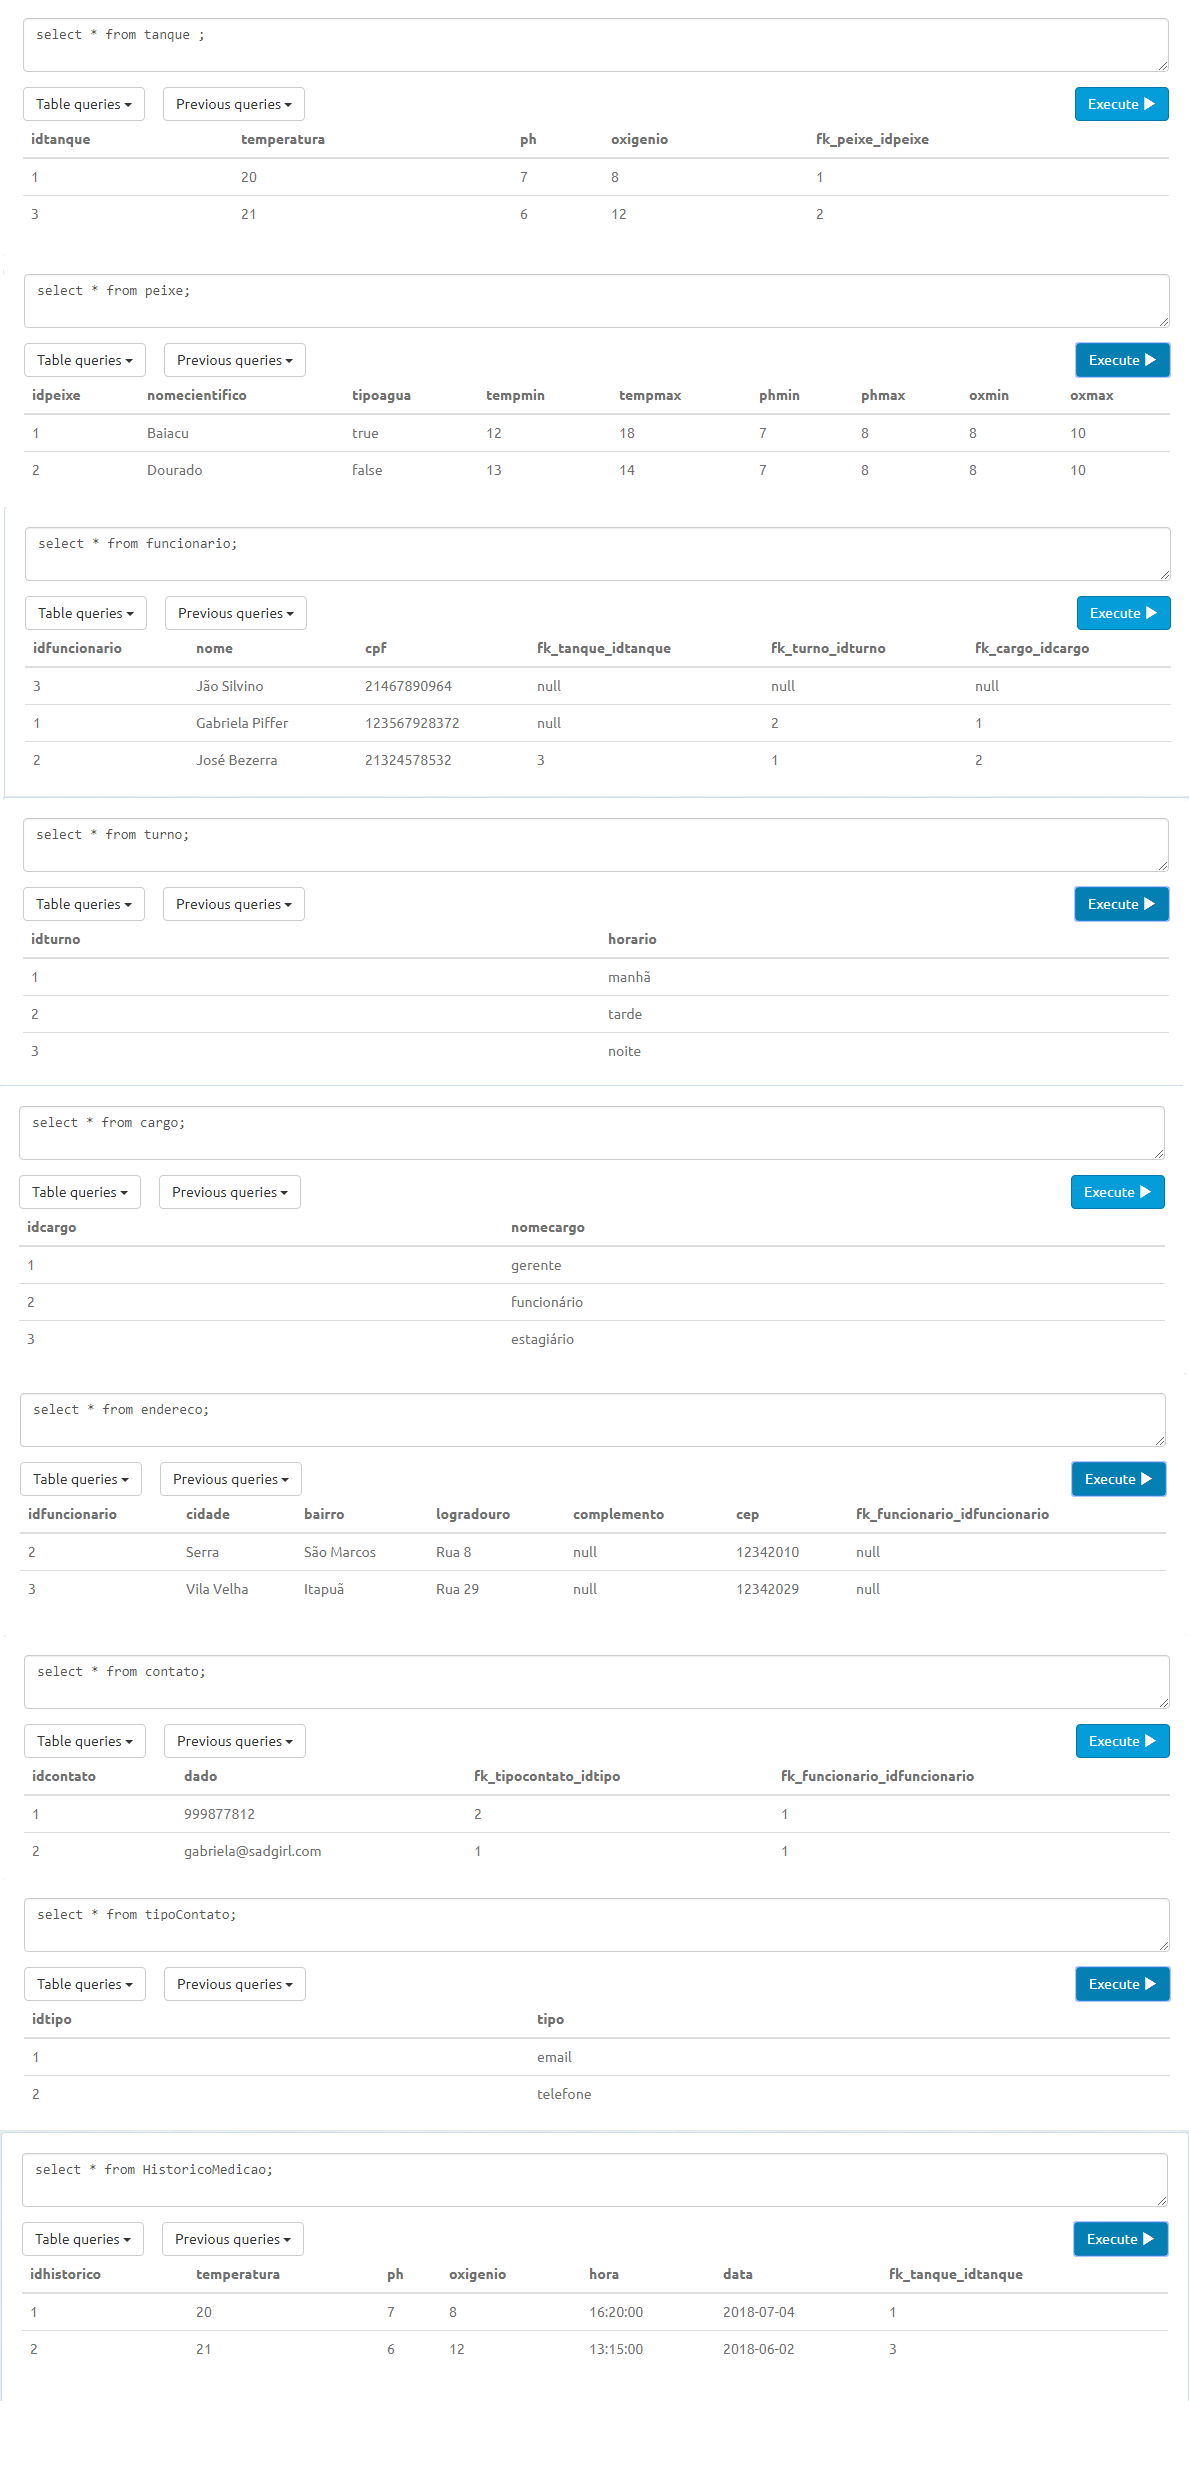 select * from tanque ;
Table queries Previous queries Execute
idtanque temperatura ph oxigenio fk_peixe_idpeixe
1 20 7 8 1
3 21 6 12 2
select * from peixe;
Table queries Previous queries Execute
idpeixe nomecientifico tipoagua tempmin tempmax phmin phmax oxmin oxmax
1 Baiacu true 12 18 7 8 8 10
2 Dourado false 13 14 7 8 8 10
select * from funcionario;
Table queries Previous queries Execute
idfuncionario nome cpf fk_tanque_idtanque fk_turno_idturno fk_cargo_idcargo
3 Jão Silvino 21467890964 null null null
1 Gabriela Piffer 123567928372 null 2 1
2 José Bezerra 21324578532 3 1 2
select * from turno;
Table queries Previous queries Execute
idturno horario
1 manhã
2 tarde
3 noite
select * from cargo;
Table queries Previous queries Execute
idcargo nomecargo
1 gerente
2 funcionário
3 estagiário
select * from endereco;
Table queries Previous queries Execute
idfuncionario cidade bairro logradouro complemento cep fk_funcionario_idfuncionario
2 Serra São Marcos Rua 8 null 12342010 null
3 Vila Velha Itapuã Rua 29 null 12342029 null
select * from contato;
Table queries Previous queries Execute
idcontato dado fk_tipocontato_idtipo fk_funcionario_idfuncionario
1 999877812 2 1
2 gabriela@sadgirl.com 1 1
select * from tipoContato;
Table queries Previous queries Execute
idtipo tipo
1 email
2 telefone
select * from HistoricoMedicao;
Table queries Previous queries Execute
idhistorico temperatura ph oxigenio hora data fk_tanque_idtanque
1 20 7 8 16:20:00 2018-07-04 1
2 21 6 12 13:15:00 2018-06-02 3